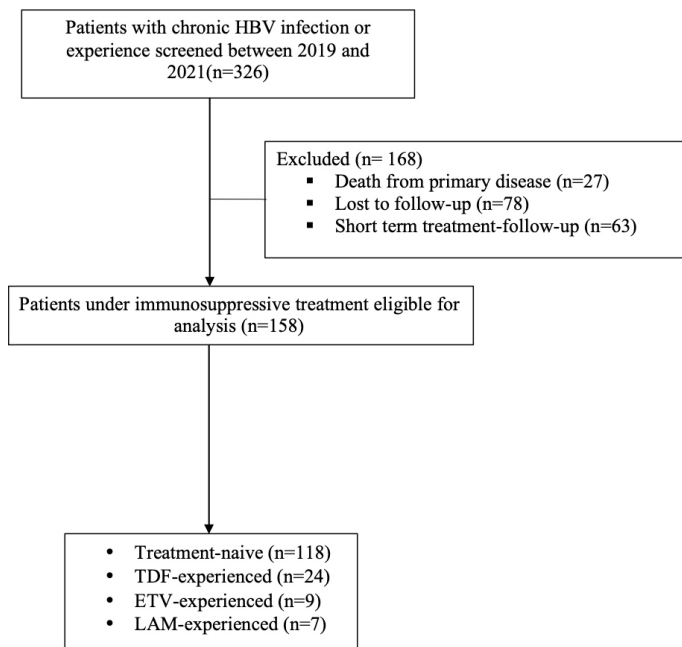 Patients with chronic HBV infection or
experience screened between 2019 and
2021(n=326)
Excluded (n= 168)
▪ Death from primary disease (n=27)
▪ Lost to follow-up (n=78)
▪ Short term treatment-follow-up (n=63)
Patients under immunosuppressive treatment eligible for
analysis (n=158)
• Treatment-naive (n=118)
• TDF-experienced (n=24)
• ETV-experienced (n=9)
• LAM-experienced (n=7)